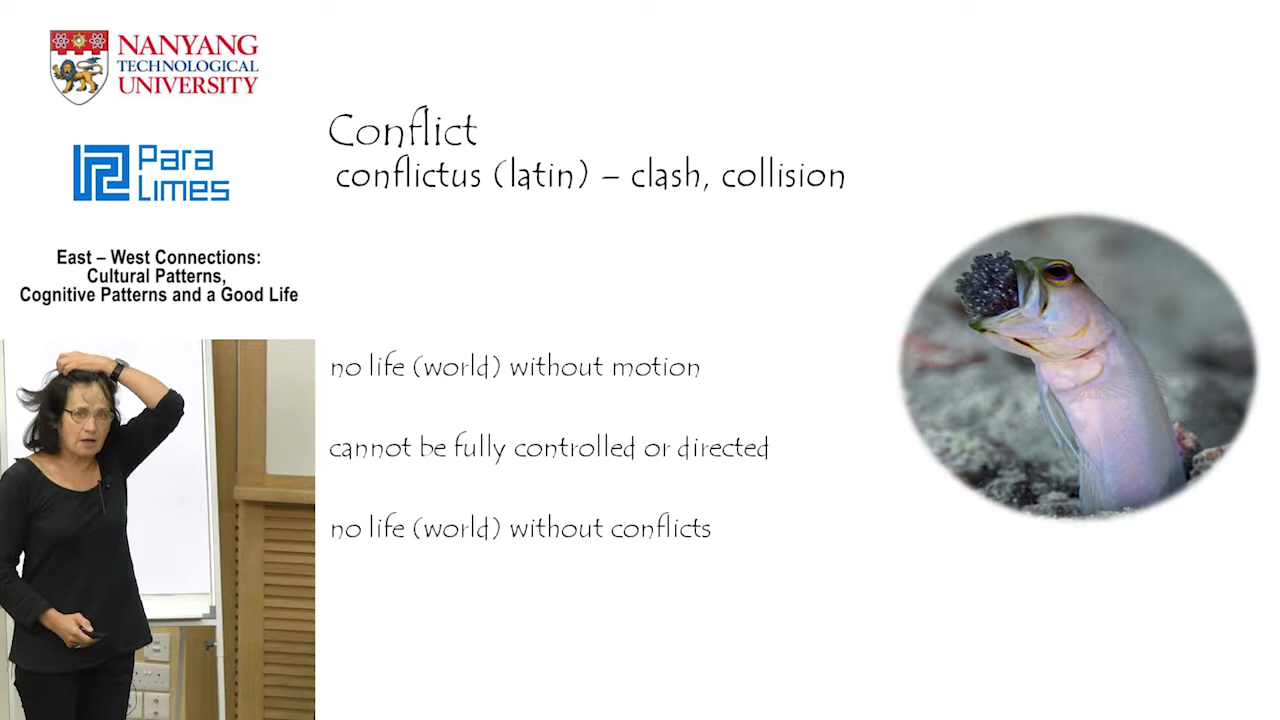 NANYANG
TECHNOLOGICAL
UNIVERSITY
Para
Limes
East – West Connections:
Cultural Patterns,
Cognitive Patterns and a Good Life
Conflict
conflictus (latin) – clash, collision
no life (world) without motion
cannot be fully controlled or directed
no life (world) without conflicts